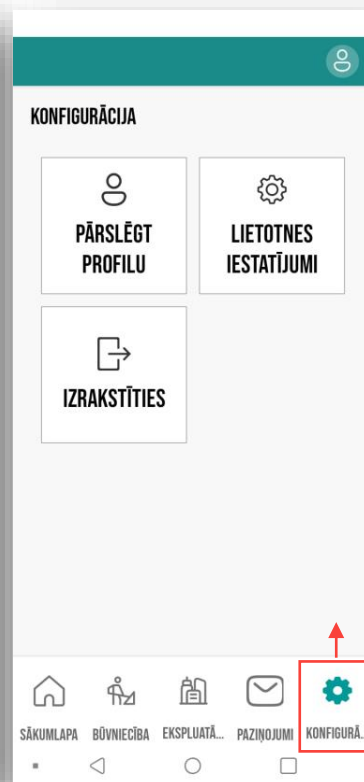 KONFIGURĀCIJA
PĀRSLĒGT
PROFILU
LIETOTNES
IESTATĪJUMI
IZRAKSTĪTIES
SĀKUMLAPA BŪVNIECĪBA EKSPLUATĀ... PAZIŅOJUMI KONFIGURĀ...